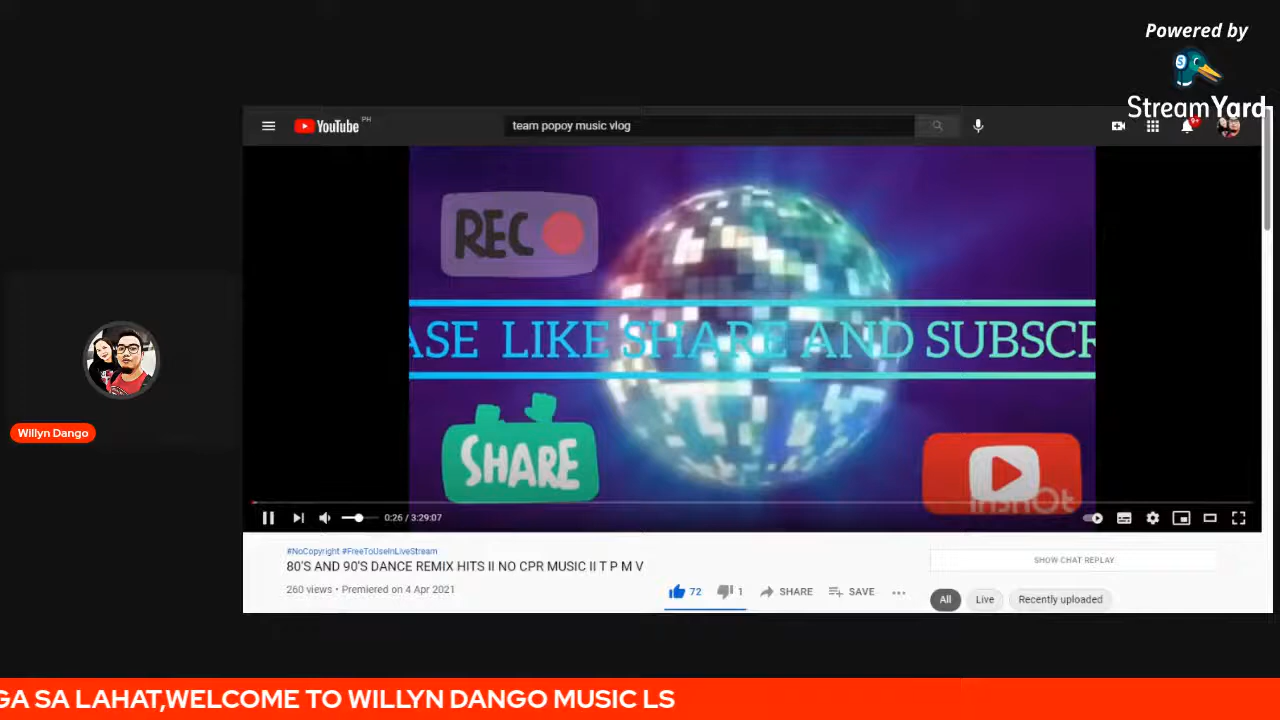 Powered by
StreamYard
YouTube PH
team popoy music vlog
9+
REC
ASE LIKE SHARE AND SUBSCR
SHARE
InShOt
0:26 / 3:29:07
#NoCopyright #FreeToUseInLiveStream
80'S AND 90'S DANCE REMIX HITS II NO CPR MUSIC II T P M V
260 views • Premiered on 4 Apr 2021
72
1
SHARE
SAVE
SHOW CHAT REPLAY
All
Live
Recently uploaded
Willyn Dango
GA SA LAHAT,WELCOME TO WILLYN DANGO MUSIC LS